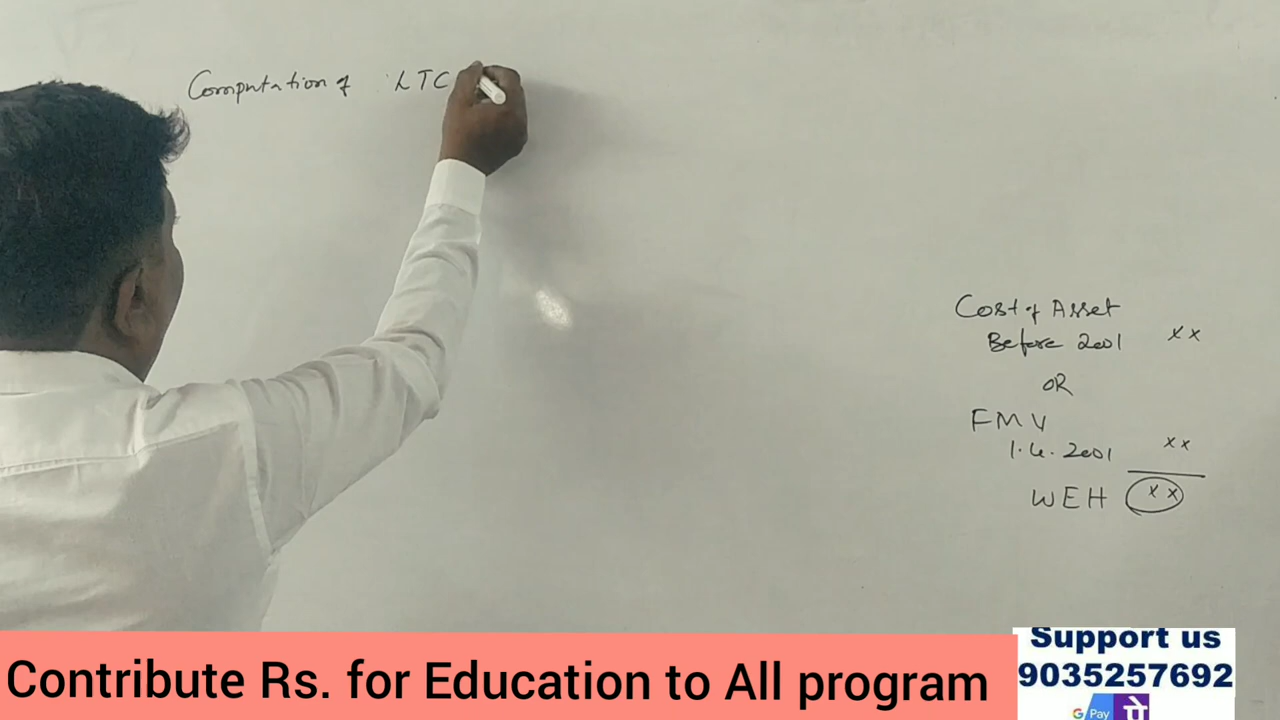 Computation of LTC
Cost of Asset
Before 2001 xx
OR
FMV
1.4.2001 xx
WEH xx
Contribute Rs. for Education to All program
Support us
9035257692
G Pay पे